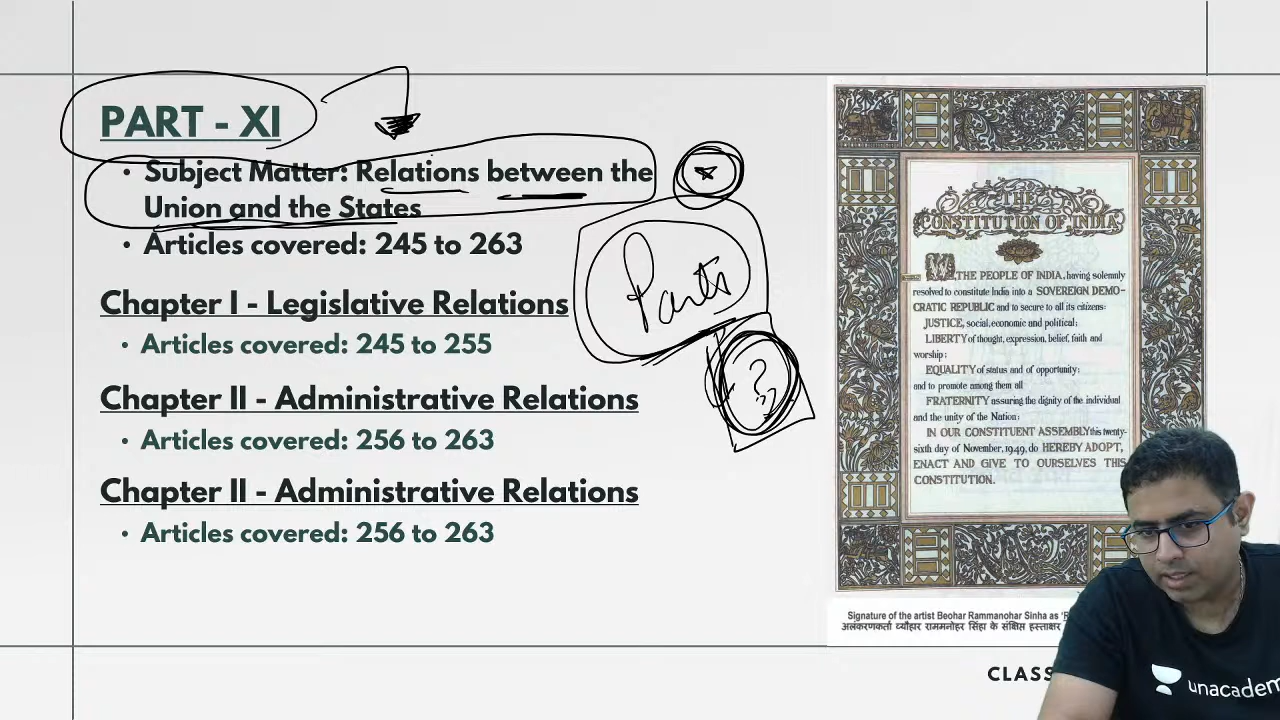 PART - XI
• Subject Matter: Relations between the
Union and the States
• Articles covered: 245 to 263
Chapter I - Legislative Relations
• Articles covered: 245 to 255
Chapter II - Administrative Relations
• Articles covered: 256 to 263
Chapter II - Administrative Relations
• Articles covered: 256 to 263
Parts
?
THE
CONSTITUTION OF INDIA
WE, THE PEOPLE OF INDIA, having solemnly
resolved to constitute India into a SOVEREIGN DEMO-
CRATIC REPUBLIC and to secure to all its citizens:
JUSTICE, social, economic and political;
LIBERTY of thought, expression, belief, faith and
worship;
EQUALITY of status and of opportunity;
and to promote among them all
FRATERNITY assuring the dignity of the individual
and the unity of the Nation;
IN OUR CONSTITUENT ASSEMBLY this twenty-
sixth day of November, 1949, do HEREBY ADOPT,
ENACT AND GIVE TO OURSELVES THIS
CONSTITUTION.
Signature of the artist Beohar Rammanohar Sinha as
अलंकरणकर्ता ब्यौहार राममनोहर सिंहा के संक्षिप्त हस्ताक्षर
CLASS
unacadem